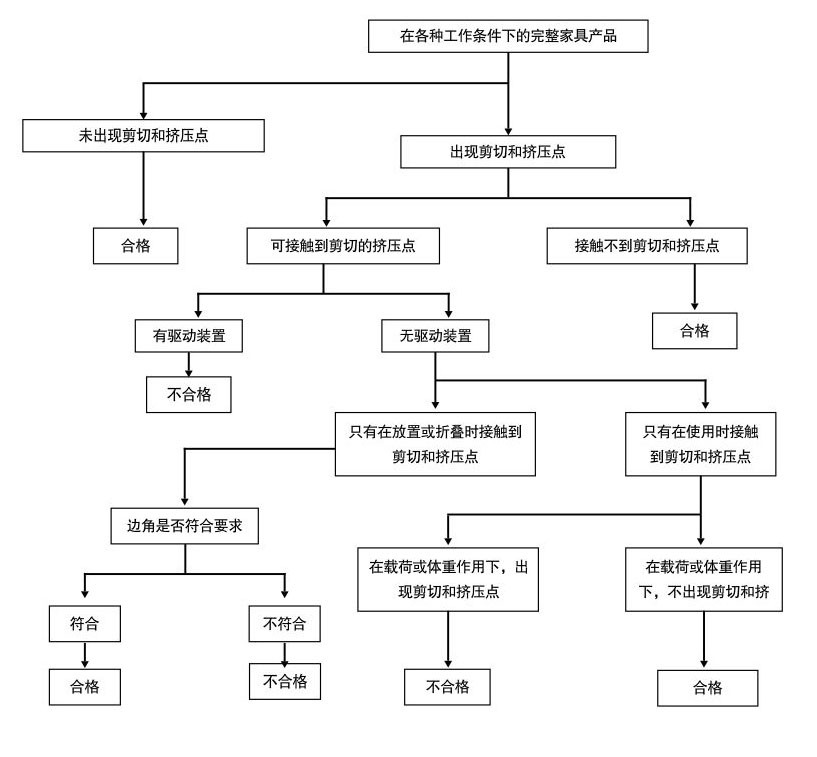 在各种工作条件下的完整家具产品
未出现剪切和挤压点
出现剪切和挤压点
合格
可接触到剪切的挤压点
接触不到剪切和挤压点
有驱动装置
无驱动装置
合格
不合格
只有在放置或折叠时接触到
剪切和挤压点
只有在使用时接触
到剪切和挤压点
边角是否符合要求
在载荷或体重作用下，出
现剪切和挤压点
在载荷或体重作用
下，不出现剪切和挤
符合
不符合
合格
不合格
不合格
合格